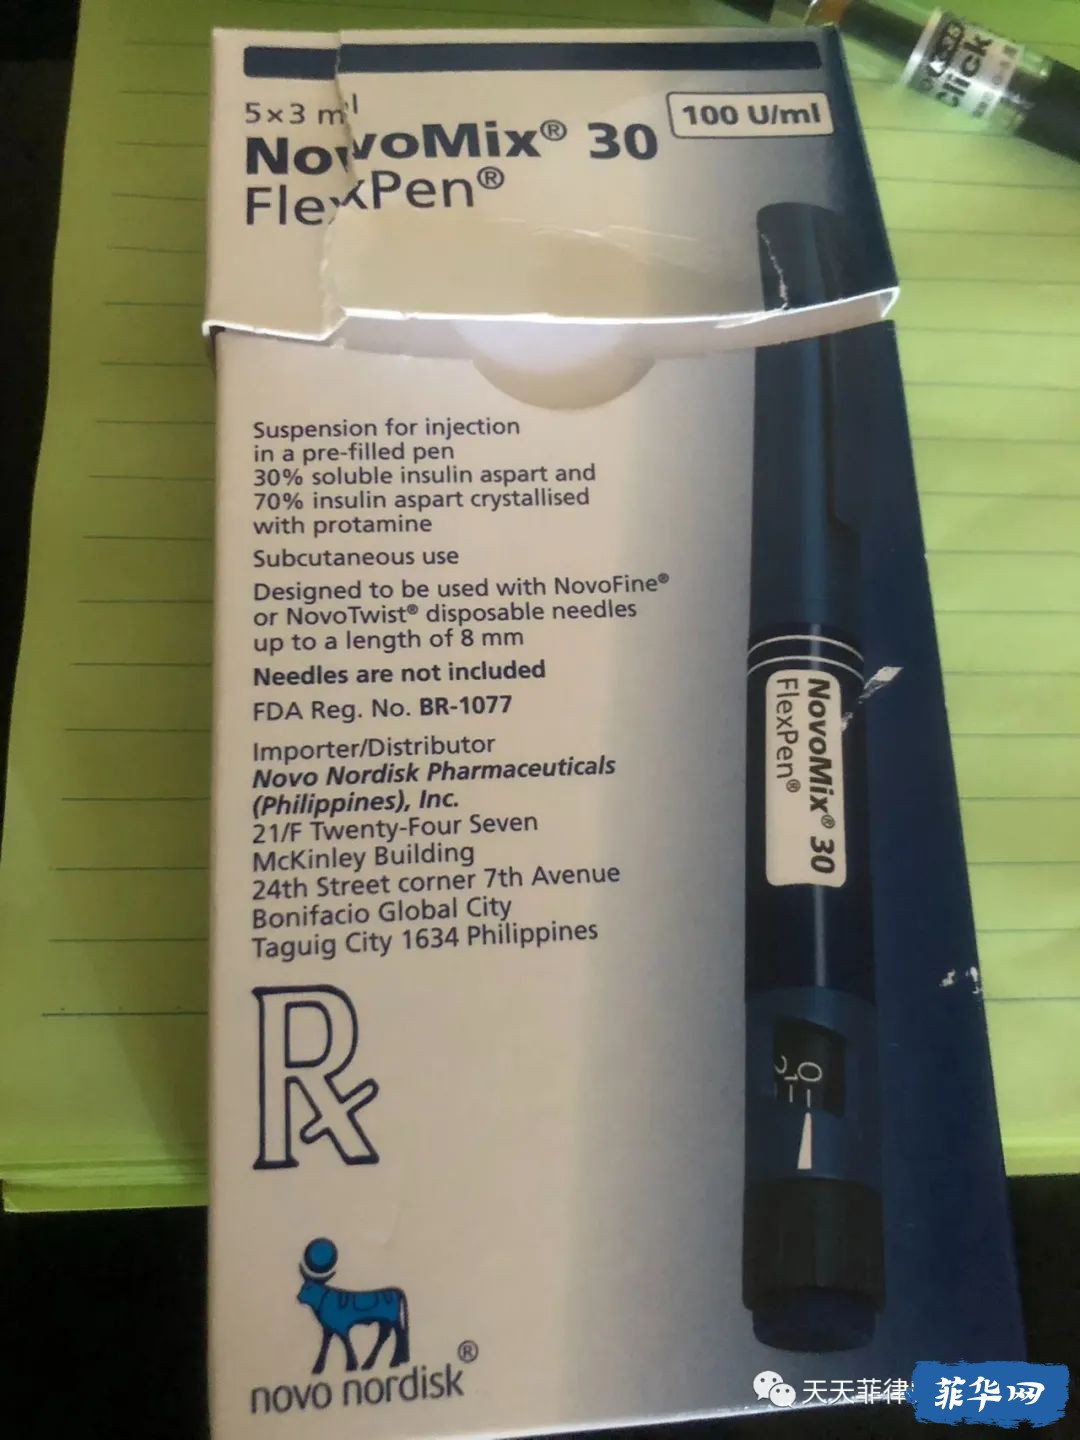 5×3 ml
NovoMix® 30
FlexPen®
100 U/ml
Suspension for injection
in a pre-filled pen
30% soluble insulin aspart and
70% insulin aspart crystallised
with protamine
Subcutaneous use
Designed to be used with NovoFine®
or NovoTwist® disposable needles
up to a length of 8 mm
Needles are not included
FDA Reg. No. BR-1077
Importer/Distributor
Novo Nordisk Pharmaceuticals
(Philippines), Inc.
21/F Twenty-Four Seven
McKinley Building
24th Street corner 7th Avenue
Bonifacio Global City
Taguig City 1634 Philippines
Rx
novo nordisk®
NovoMix® 30
FlexPen®
0
1
click
天天菲律
菲华网